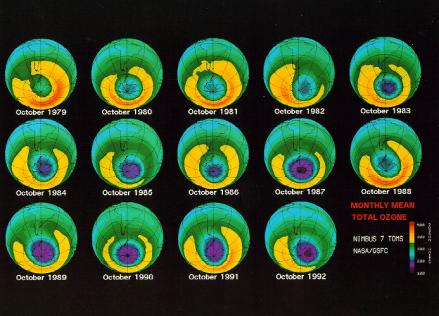 October 1979
October 1980
October 1981
October 1982
October 1983
October 1984
October 1985
October 1986
October 1987
October 1988
MONTHLY MEAN
TOTAL OZONE
NIMBUS 7 TOMS
NASA/GSFC
October 1989
October 1990
October 1991
October 1992